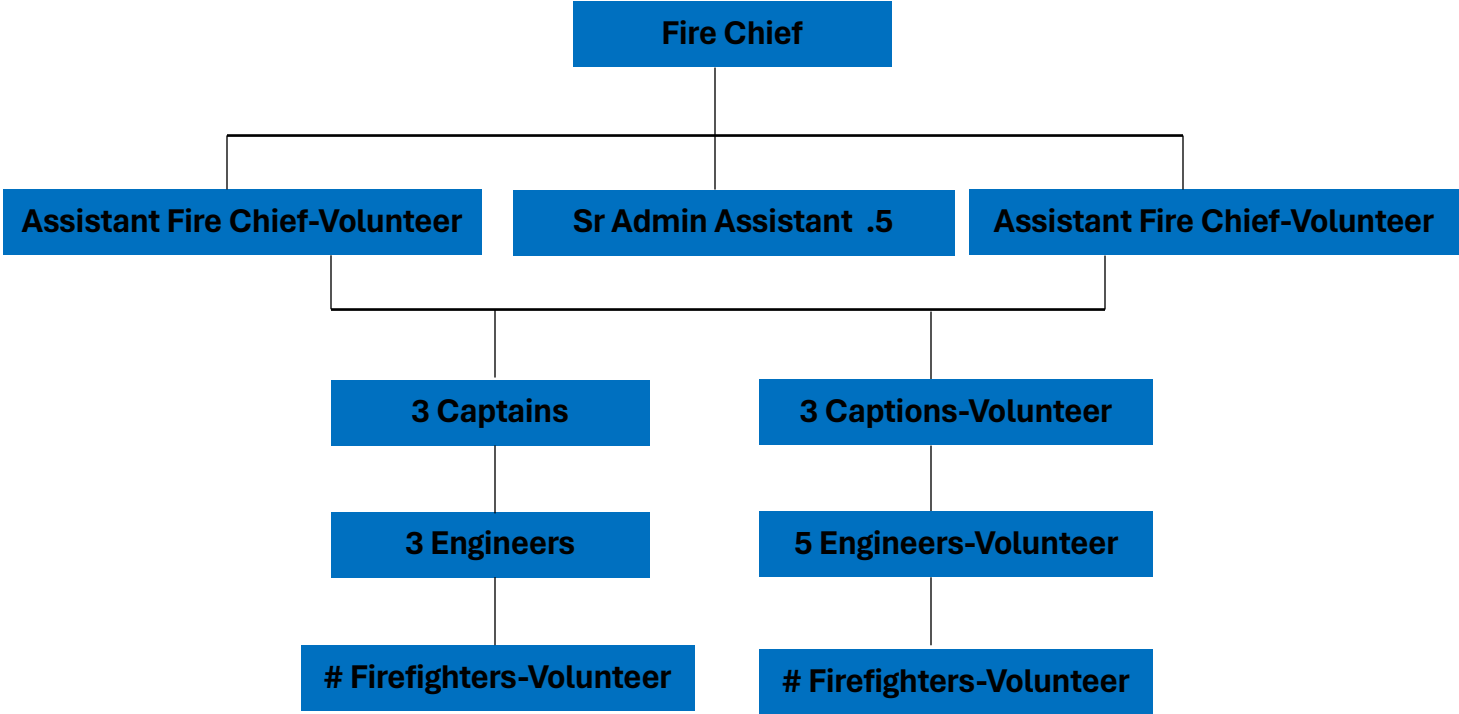 Fire Chief
Assistant Fire Chief-Volunteer
Sr Admin Assistant .5
Assistant Fire Chief-Volunteer
3 Captains
3 Captions-Volunteer
3 Engineers
5 Engineers-Volunteer
# Firefighters-Volunteer
# Firefighters-Volunteer